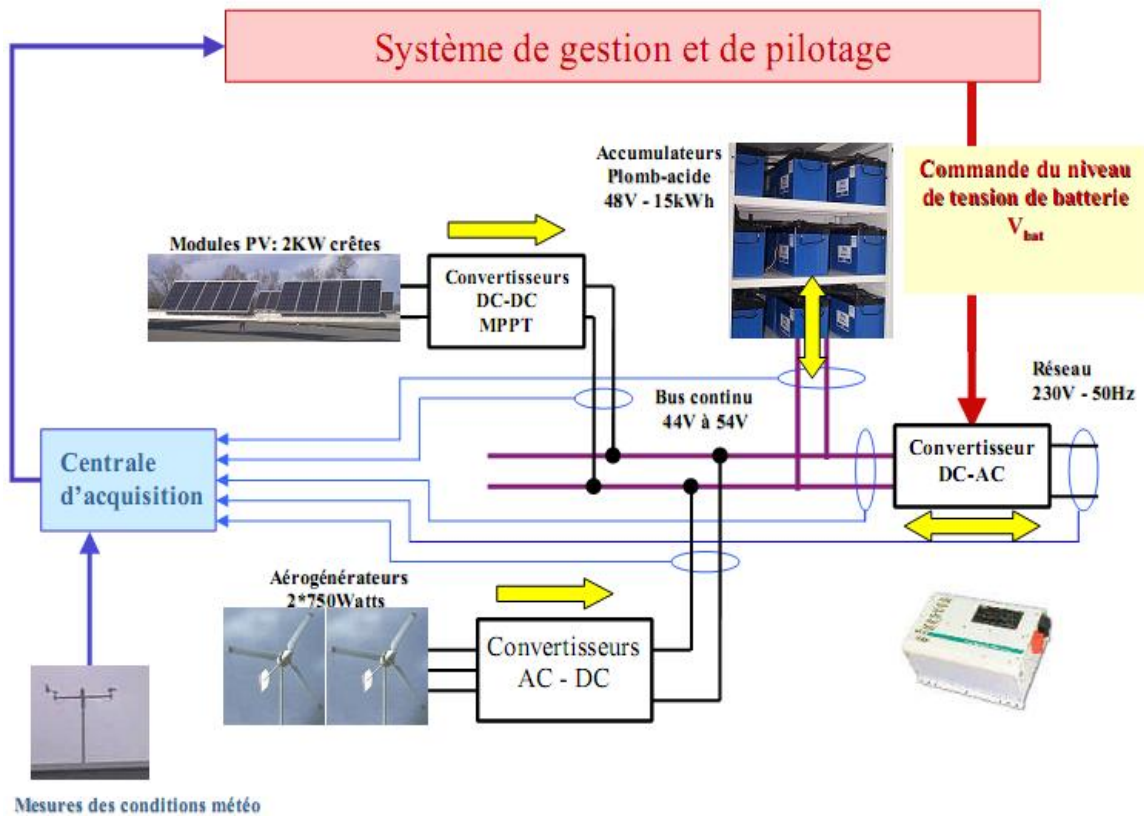 Système de gestion et de pilotage
Accumulateurs
Plomb-acide
48V - 15kWh
Commande du niveau
de tension de batterie
V_bat
Modules PV: 2KW crêtes
Convertisseurs
DC-DC
MPPT
Réseau
230V - 50Hz
Bus continu
44V à 54V
Centrale
d’acquisition
Convertisseur
DC-AC
Aérogénérateurs
2*750Watts
Convertisseurs
AC - DC
Mesures des conditions météo